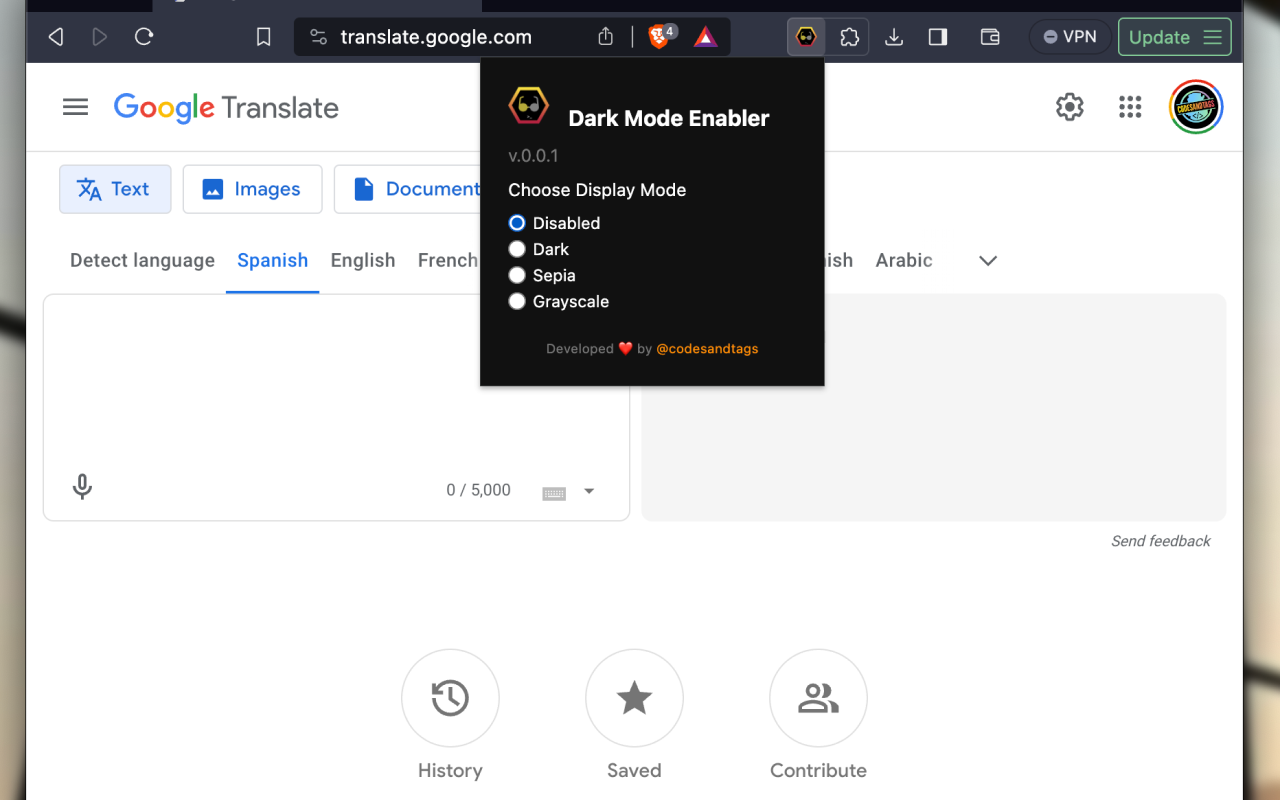 translate.google.com
4
VPN
Update
Google Translate
CODESANDTAGS
Dark Mode Enabler
v.0.0.1
Choose Display Mode
Disabled
Dark
Sepia
Grayscale
Developed ❤️ by @codesandtags
Text
Images
Document
Detect language
Spanish
English
French
ish
Arabic
0 / 5,000
Send feedback
History
Saved
Contribute